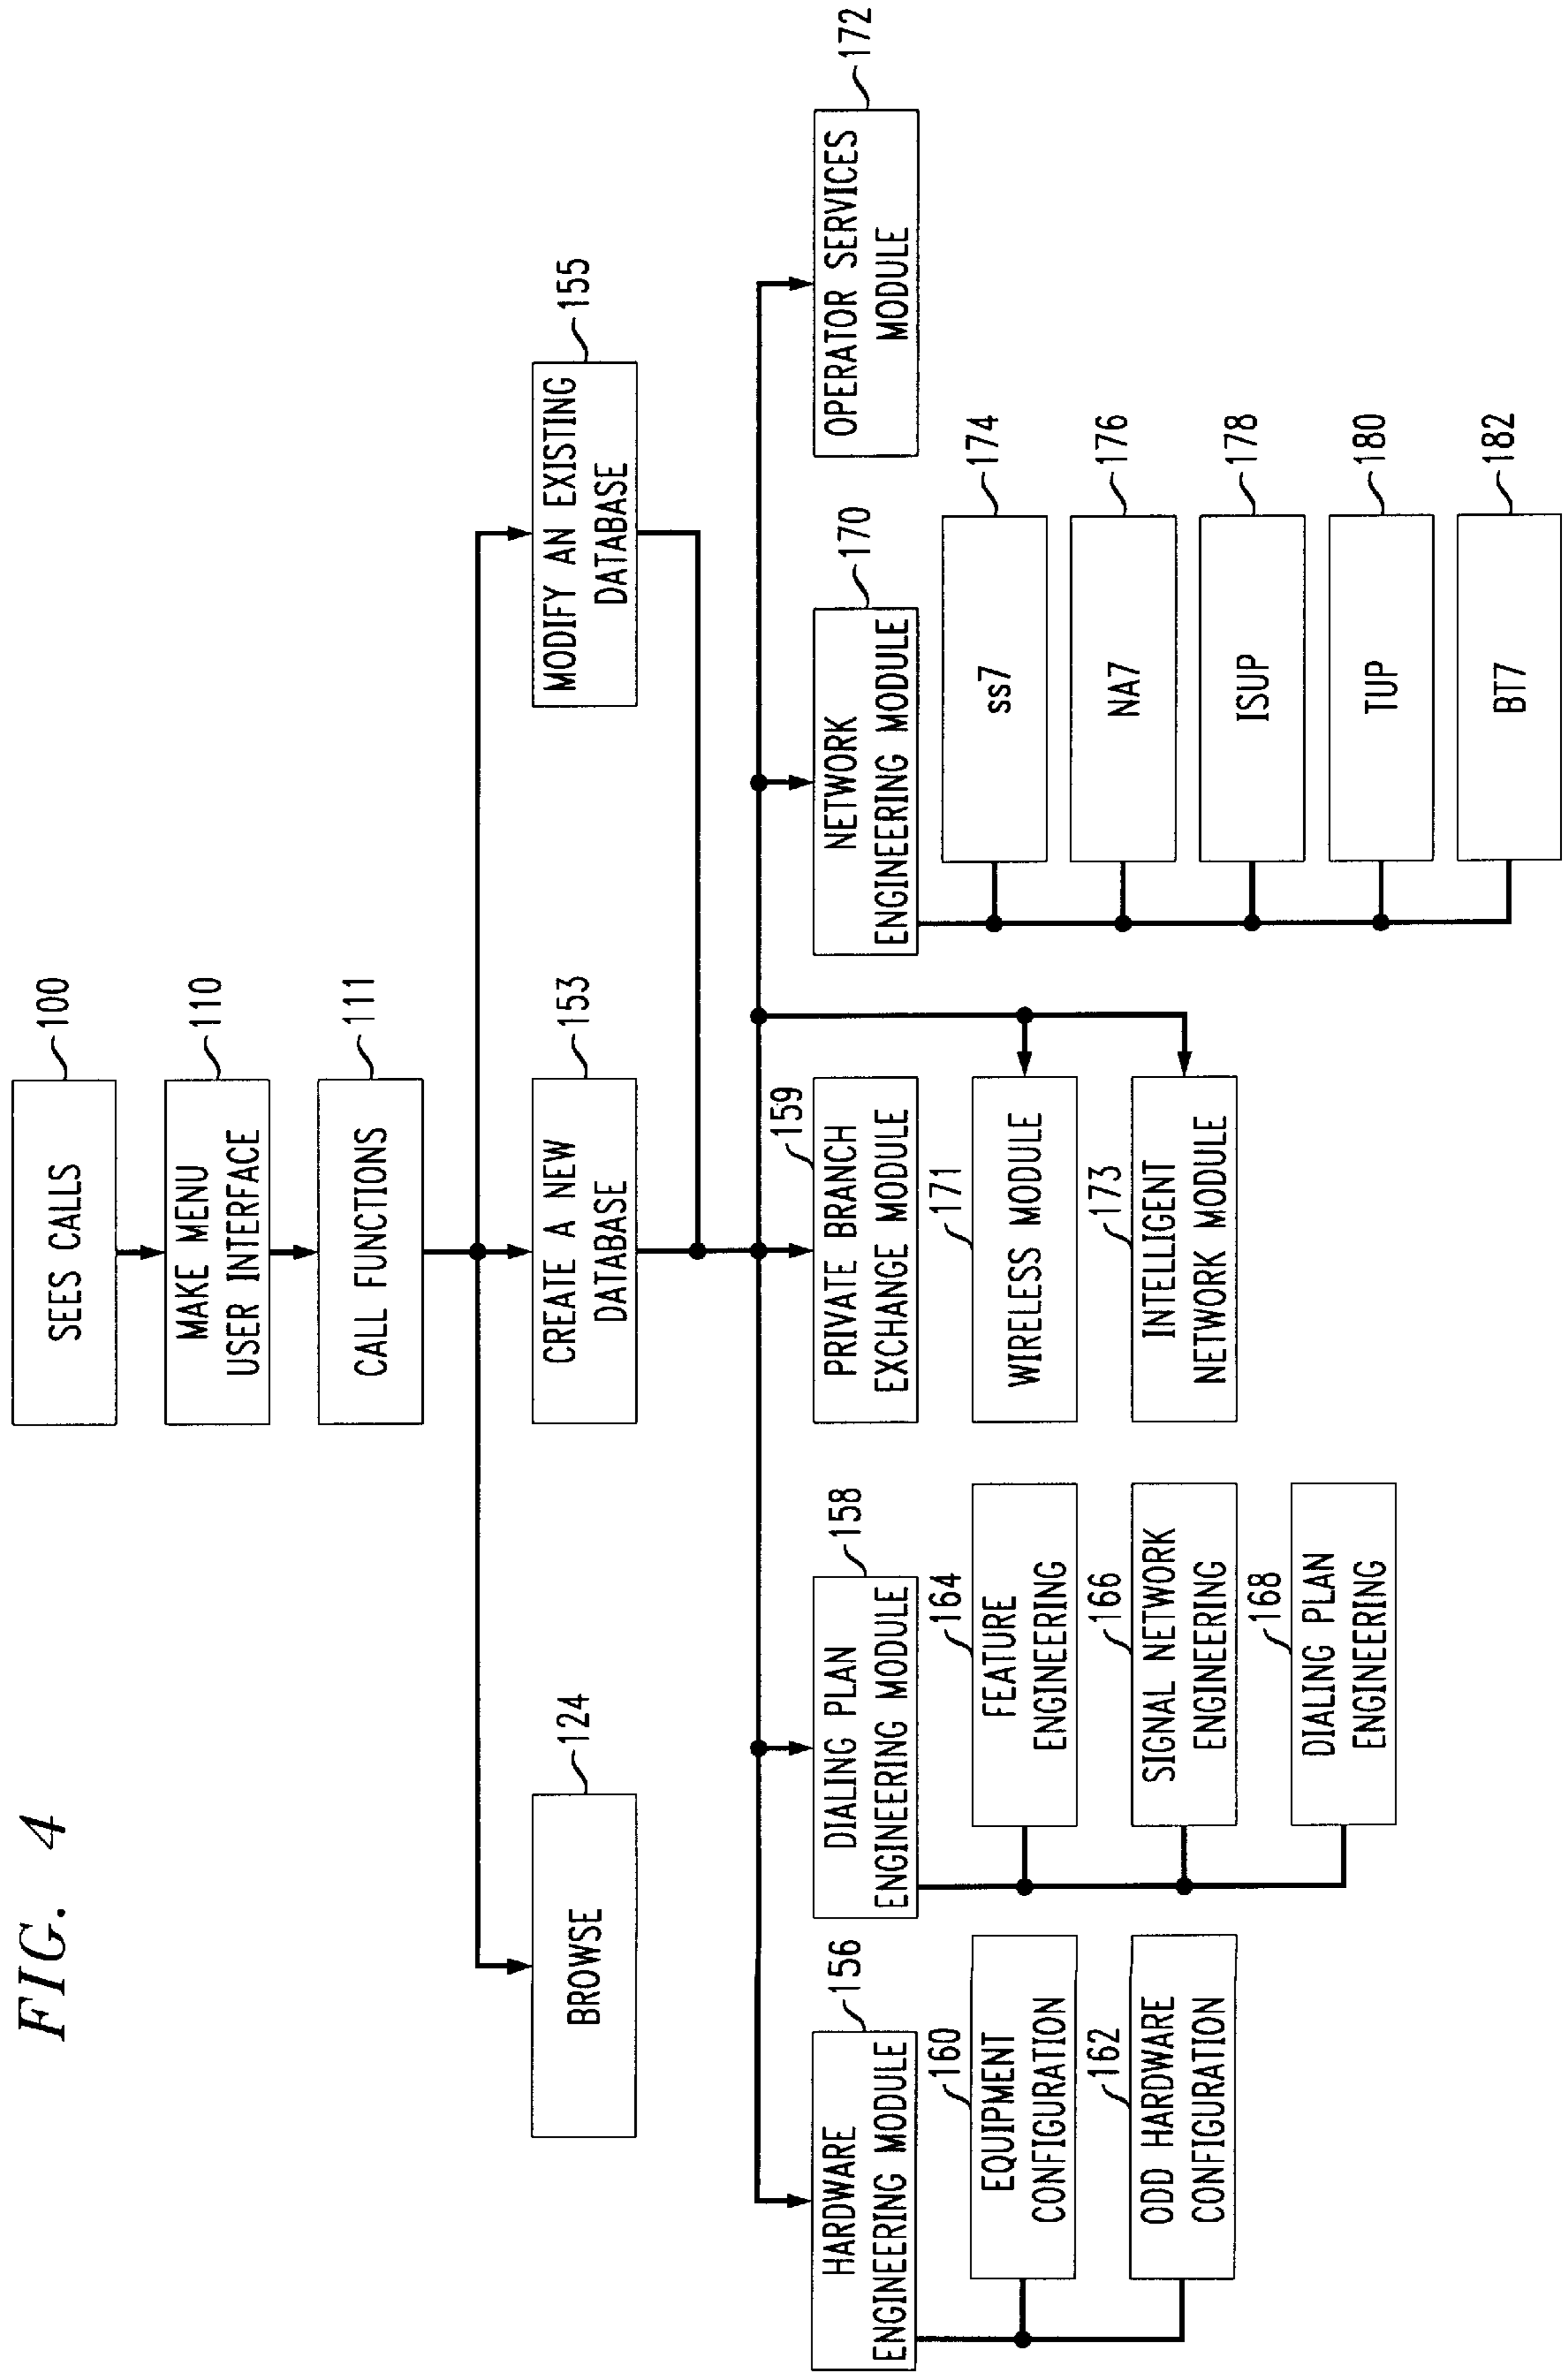 FIG. 4
SEES CALLS
100
MAKE MENU
USER INTERFACE
110
CALL FUNCTIONS
111
BROWSE
124
CREATE A NEW
DATABASE
153
MODIFY AN EXISTING
DATABASE
155
HARDWARE
ENGINEERING MODULE
156
160
EQUIPMENT
CONFIGURATION
162
ODD HARDWARE
CONFIGURATION
DIALING PLAN
ENGINEERING MODULE
158
164
FEATURE
ENGINEERING
166
SIGNAL NETWORK
ENGINEERING
168
DIALING PLAN
ENGINEERING
159
PRIVATE BRANCH
EXCHANGE MODULE
171
WIRELESS MODULE
173
INTELLIGENT
NETWORK MODULE
NETWORK
ENGINEERING MODULE
170
ss7
174
NA7
176
ISUP
178
TUP
180
BT7
182
OPERATOR SERVICES
MODULE
172